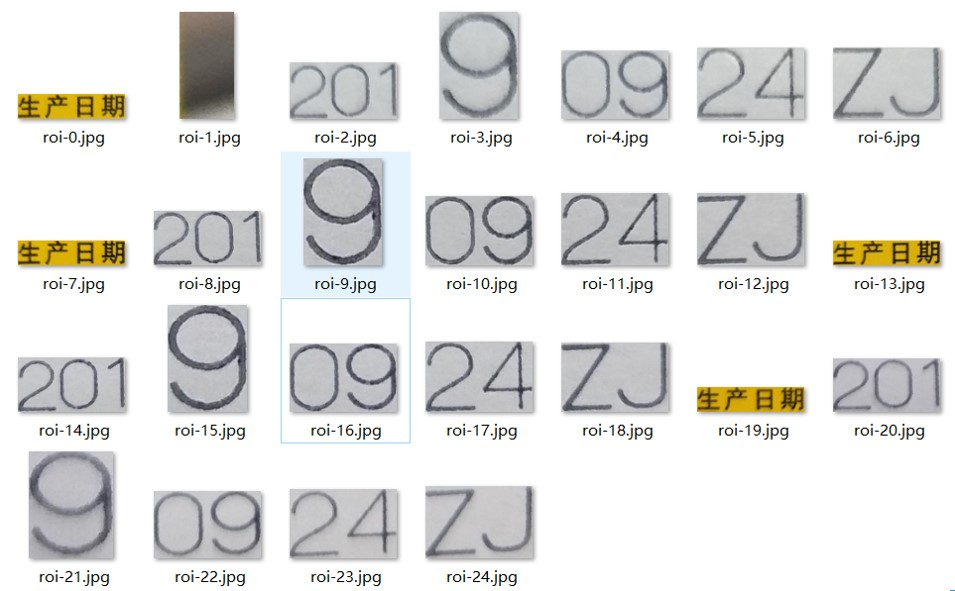 生产日期 201 9 09 24 ZJ
roi-0.jpg roi-1.jpg roi-2.jpg roi-3.jpg roi-4.jpg roi-5.jpg roi-6.jpg
生产日期 201 9 09 24 ZJ 生产日期
roi-7.jpg roi-8.jpg roi-9.jpg roi-10.jpg roi-11.jpg roi-12.jpg roi-13.jpg
201 9 09 24 ZJ 生产日期 201
roi-14.jpg roi-15.jpg roi-16.jpg roi-17.jpg roi-18.jpg roi-19.jpg roi-20.jpg
9 09 24 ZJ
roi-21.jpg roi-22.jpg roi-23.jpg roi-24.jpg